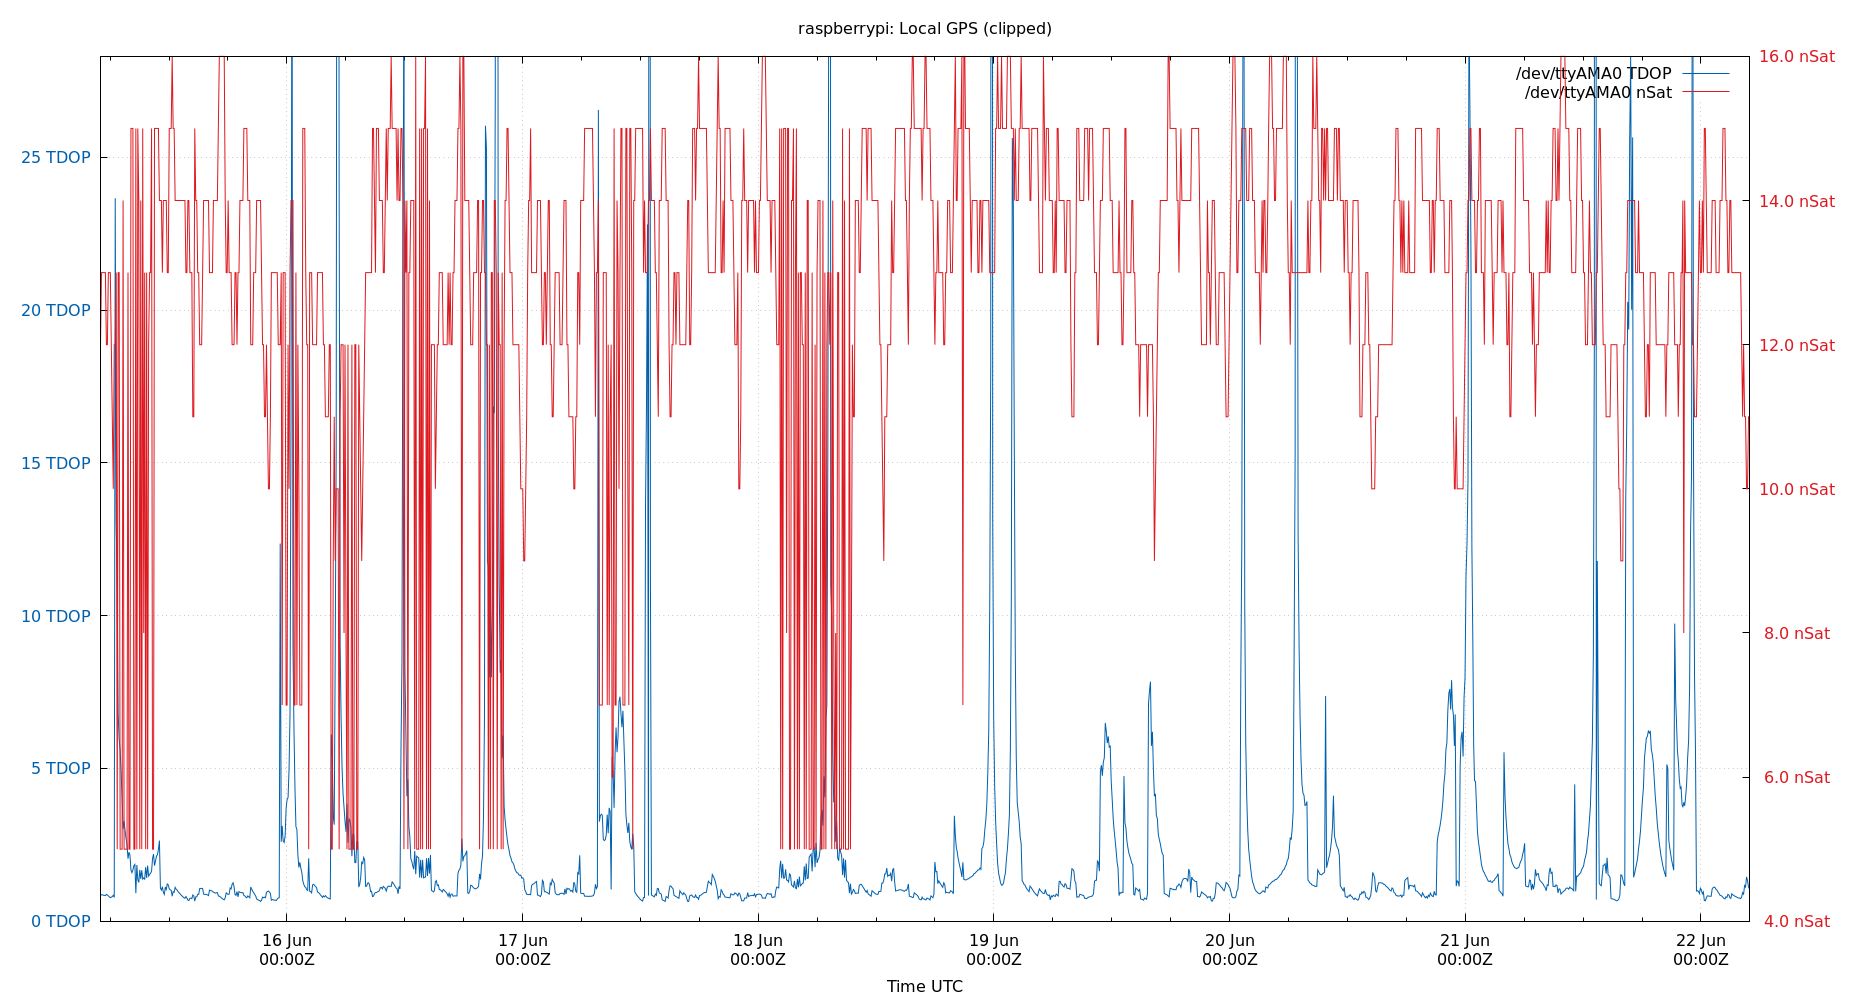 raspberrypi: Local GPS (clipped)
/dev/ttyAMA0 TDOP
/dev/ttyAMA0 nSat
25 TDOP
20 TDOP
15 TDOP
10 TDOP
5 TDOP
0 TDOP
16.0 nSat
14.0 nSat
12.0 nSat
10.0 nSat
8.0 nSat
6.0 nSat
4.0 nSat
16 Jun
00:00Z
17 Jun
00:00Z
18 Jun
00:00Z
19 Jun
00:00Z
20 Jun
00:00Z
21 Jun
00:00Z
22 Jun
00:00Z
Time UTC